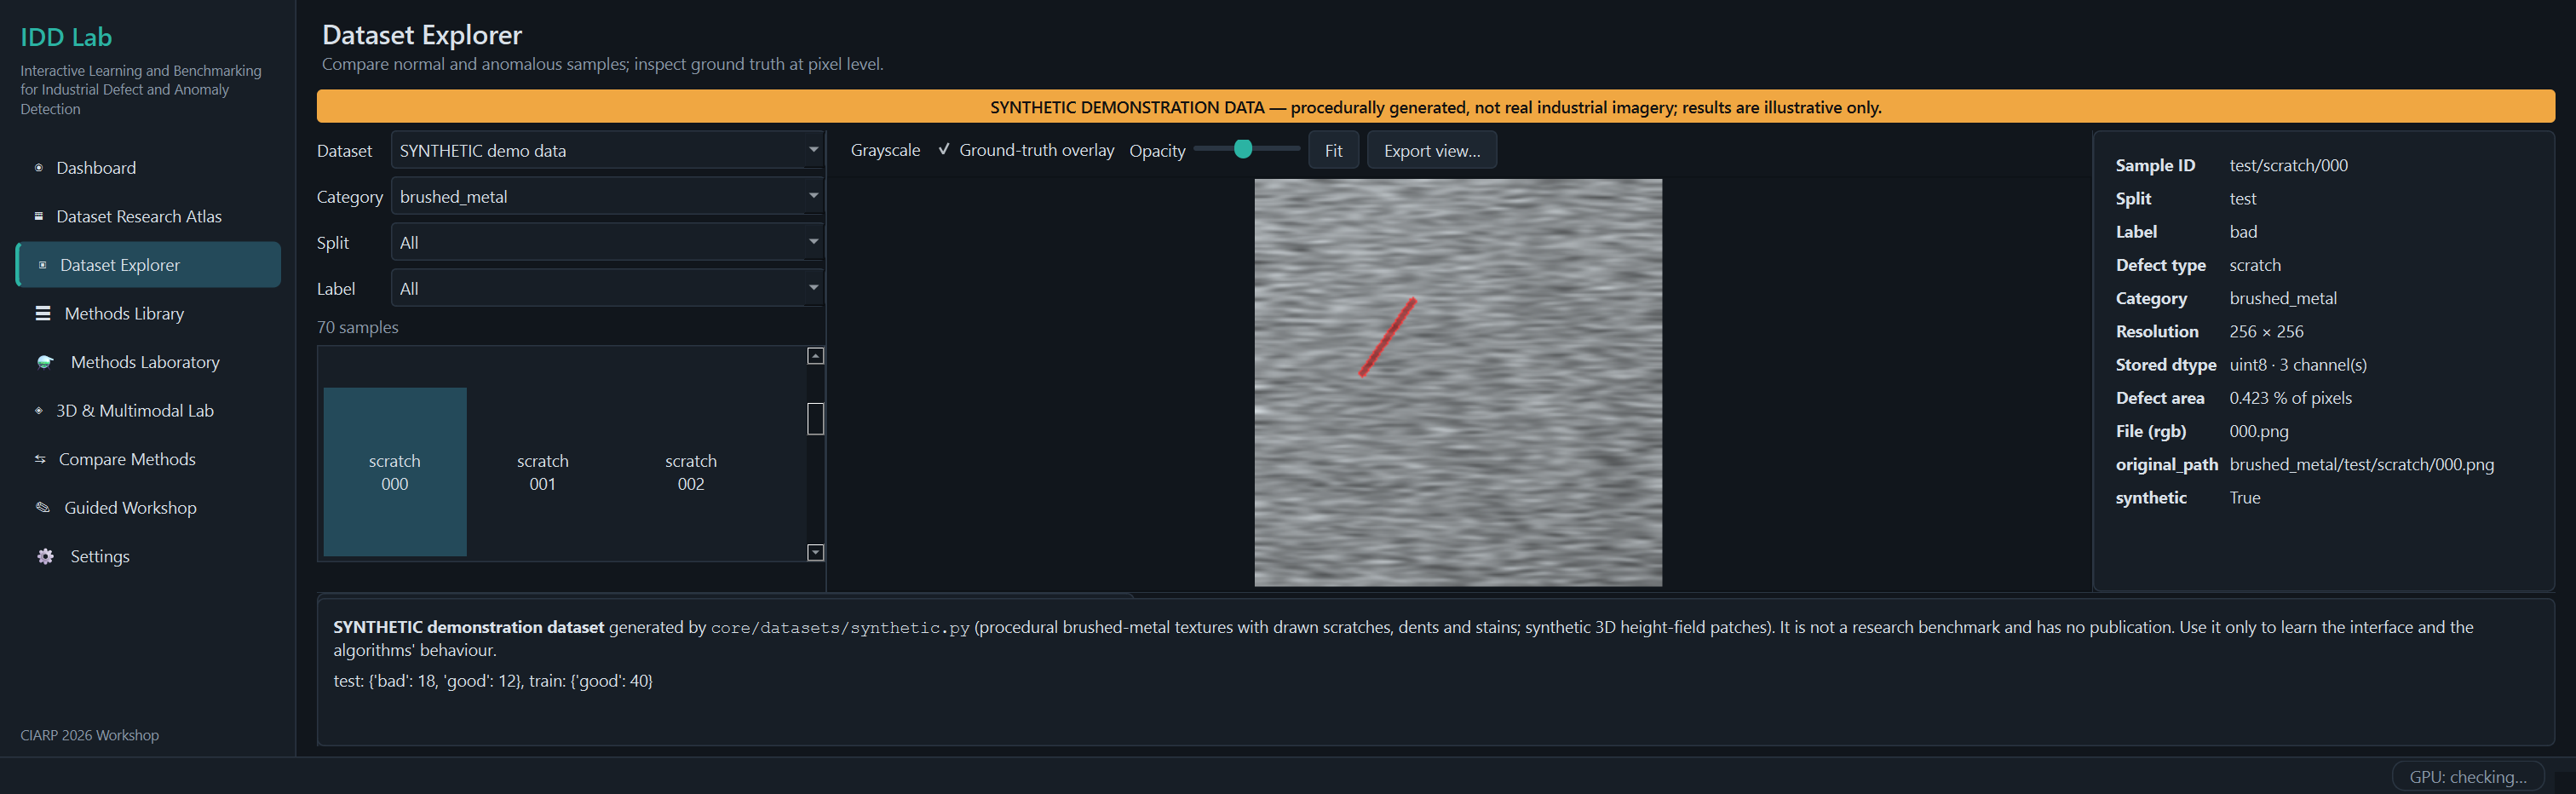 IDD Lab
Interactive Learning and Benchmarking
for Industrial Defect and Anomaly
Detection
Dashboard
Dataset Research Atlas
Dataset Explorer
Methods Library
Methods Laboratory
3D & Multimodal Lab
Compare Methods
Guided Workshop
Settings
CIARP 2026 Workshop
Dataset Explorer
Compare normal and anomalous samples; inspect ground truth at pixel level.
SYNTHETIC DEMONSTRATION DATA — procedurally generated, not real industrial imagery; results are illustrative only.
Dataset SYNTHETIC demo data
Category brushed_metal
Split All
Label All
70 samples
scratch 000
scratch 001
scratch 002
Grayscale ✓ Ground-truth overlay Opacity Fit Export view...
Sample ID test/scratch/000
Split test
Label bad
Defect type scratch
Category brushed_metal
Resolution 256 × 256
Stored dtype uint8 · 3 channel(s)
Defect area 0.423 % of pixels
File (rgb) 000.png
original_path brushed_metal/test/scratch/000.png
synthetic True
SYNTHETIC demonstration dataset generated by core/datasets/synthetic.py (procedural brushed-metal textures with drawn scratches, dents and stains; synthetic 3D height-field patches). It is not a research benchmark and has no publication. Use it only to learn the interface and the
algorithms' behaviour.
test: {'bad': 18, 'good': 12}, train: {'good': 40}
GPU: checking...